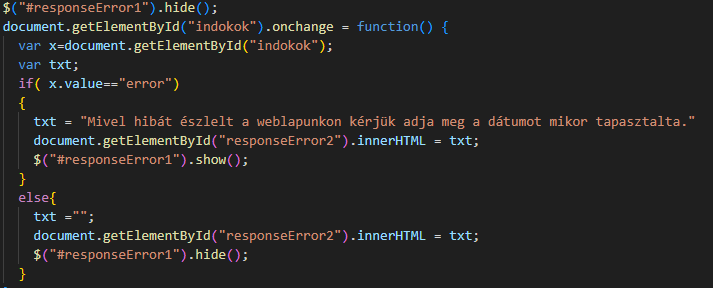 $("#responseError1").hide();
document.getElementById("indokok").onchange = function() {
var x=document.getElementById("indokok");
var txt;
if( x.value=="error")
{
txt = "Mivel hibát észlelt a weblapunkon kérjük adja meg a dátumot mikor tapasztalta."
document.getElementById("responseError2").innerHTML = txt;
$("#responseError1").show();
}
else{
txt ="";
document.getElementById("responseError2").innerHTML = txt;
$("#responseError1").hide();
}